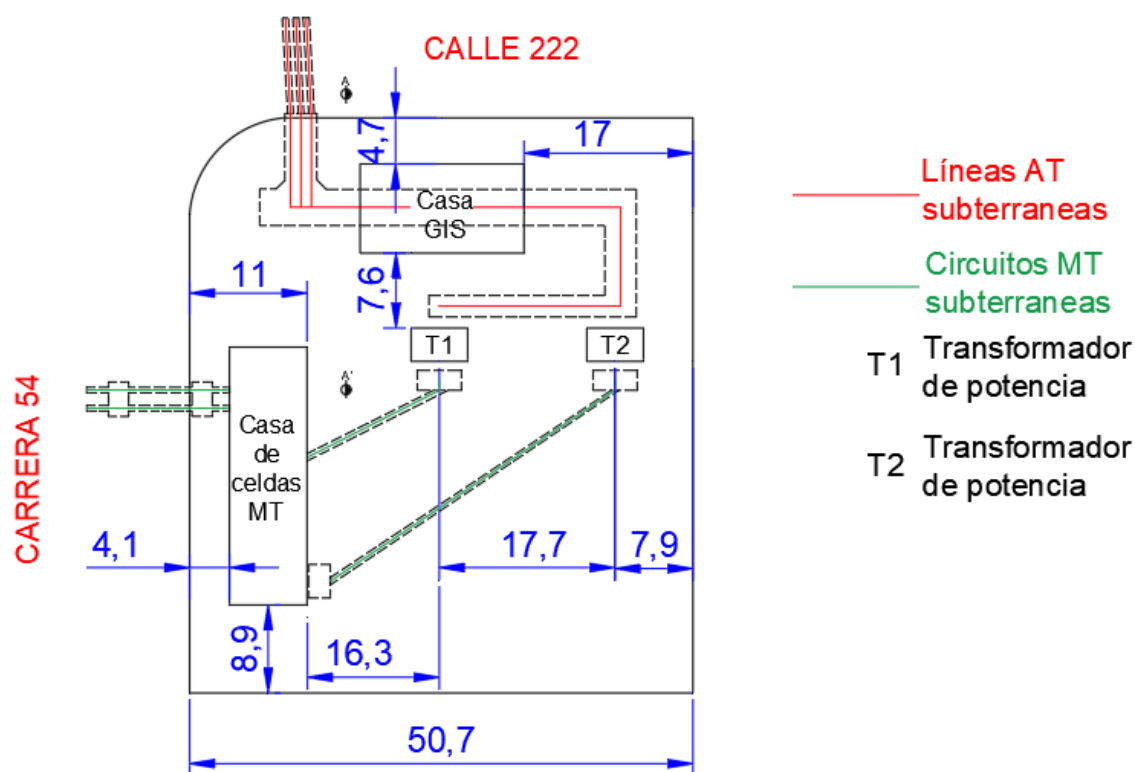 CALLE 222
A
4,7
17
Casa
GIS
Líneas AT
subterraneas
11
7,6
Circuitos MT
subterraneas
T1
T2
T1 Transformador
de potencia
A'
CARRERA 54
Casa
de
celdas
MT
T2 Transformador
de potencia
4,1
17,7
7,9
8,9
16,3
50,7